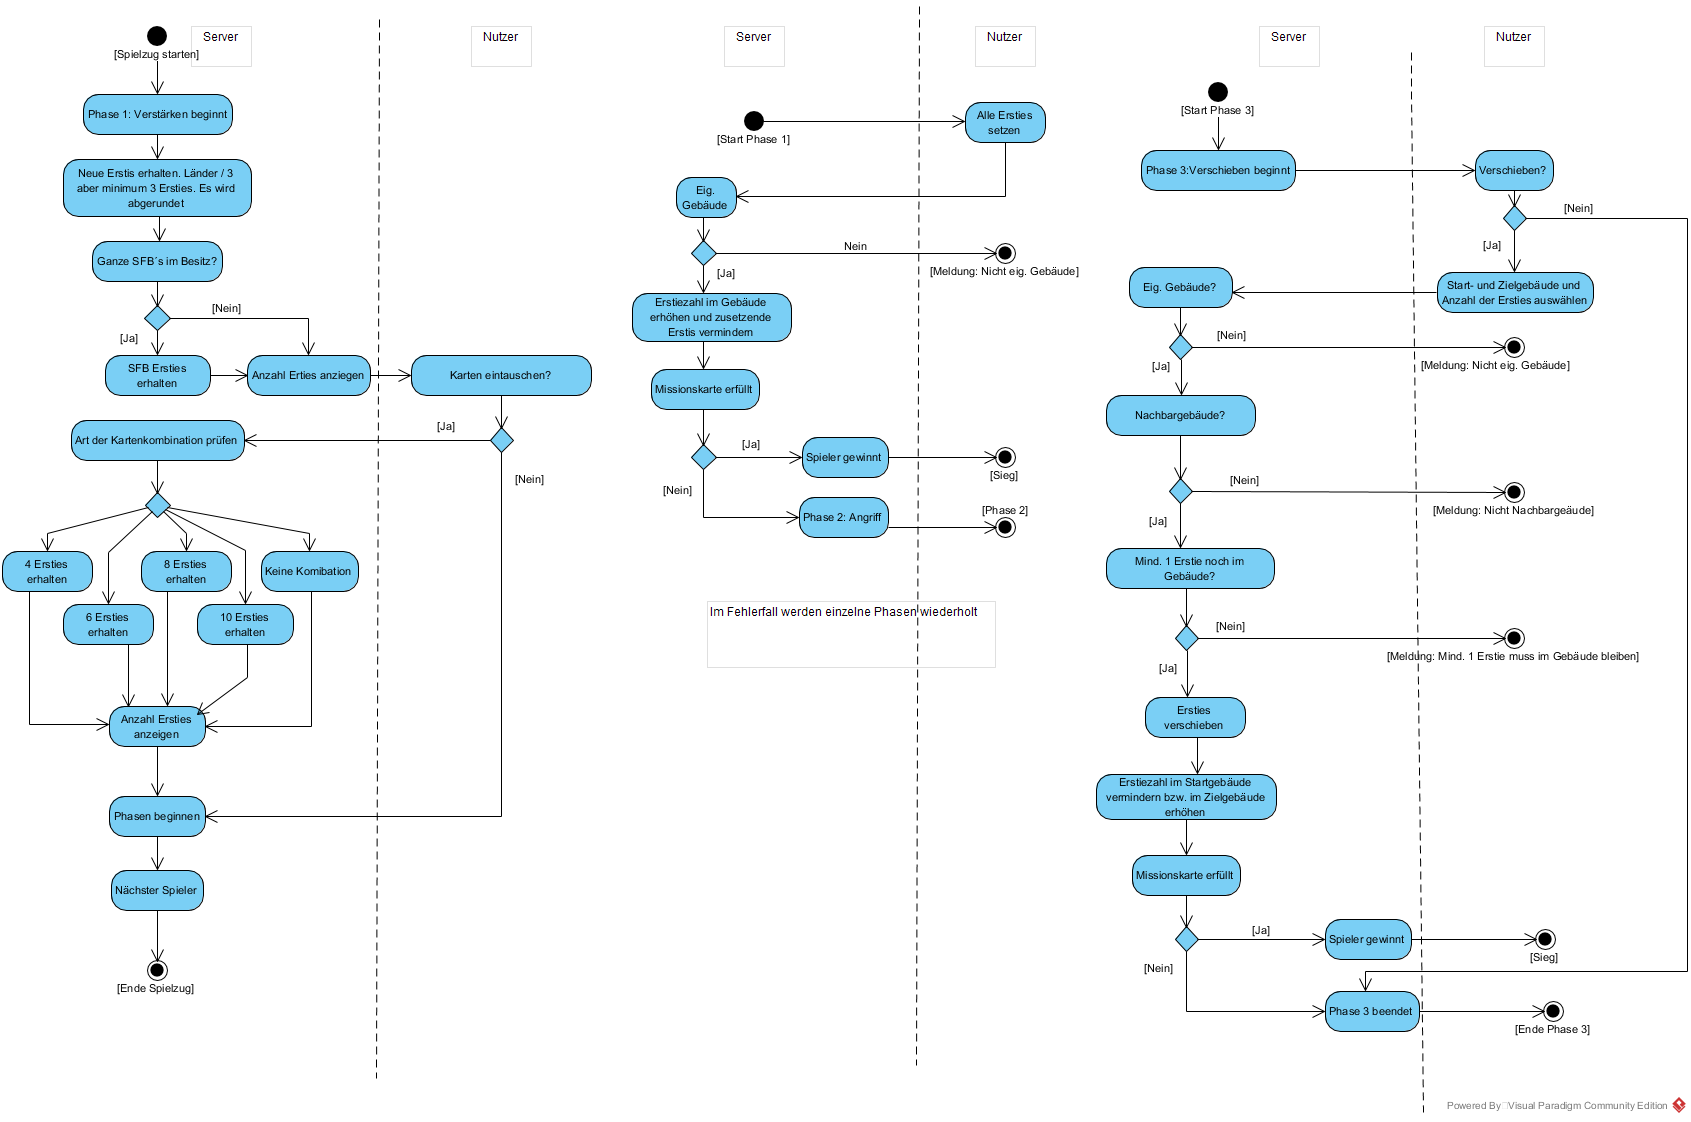 Server
Nutzer
[Spielzug starten]
Phase 1: Verstärken beginnt
Neue Erstis erhalten. Länder / 3
aber minimum 3 Ersties. Es wird
abgerundet
Ganze SFB´s im Besitz?
[Nein]
[Ja]
SFB Ersties
erhalten
Anzahl Erties anziegen
Karten eintauschen?
[Ja]
[Nein]
Art der Kartenkombination prüfen
4 Ersties
erhalten
8 Ersties
erhalten
Keine Komibation
6 Ersties
erhalten
10 Ersties
erhalten
Anzahl Ersties
anzeigen
Phasen beginnen
Nächster Spieler
[Ende Spielzug]
Server
Nutzer
[Start Phase 1]
Alle Ersties
setzen
Eig.
Gebäude
Nein
[Meldung: Nicht eig. Gebäude]
[Ja]
Erstiezahl im Gebäude
erhöhen und zusetzende
Erstis vermindern
Missionskarte erfüllt
[Ja]
Spieler gewinnt
[Sieg]
[Nein]
Phase 2: Angriff
[Phase 2]
Im Fehlerfall werden einzelne Phasen wiederholt
Server
Nutzer
[Start Phase 3]
Phase 3:Verschieben beginnt
Verschieben?
[Nein]
[Ja]
Start- und Zielgebäude und
Anzahl der Ersties auswählen
Eig. Gebäude?
[Nein]
[Meldung: Nicht eig. Gebäude]
[Ja]
Nachbargebäude?
[Nein]
[Meldung: Nicht Nachbargeäude]
[Ja]
Mind. 1 Erstie noch im
Gebäude?
[Nein]
[Meldung: Mind. 1 Erstie muss im Gebäude bleiben]
[Ja]
Ersties
verschieben
Erstiezahl im Startgebäude
vermindern bzw. im Zielgebäude
erhöhen
Missionskarte erfüllt
[Ja]
Spieler gewinnt
[Sieg]
[Nein]
Phase 3 beendet
[Ende Phase 3]
Powered By Visual Paradigm Community Edition